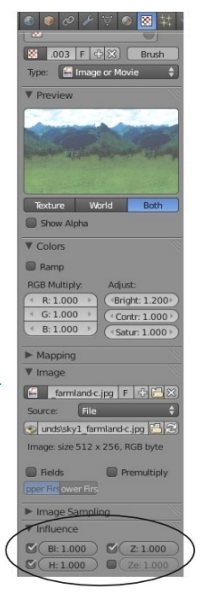 .003 F Brush
Type: Image or Movie
Preview
Texture World Both
Show Alpha
Colors
Ramp
RGB Multiply: Adjust:
R: 1.000 Bright: 1.200
G: 1.000 Contr: 1.000
B: 1.000 Satur: 1.000
Mapping
Image
_farmland-c.jpg F
Source: File
unds\sky1_farmland-c.jpg
Image: size 512 x 256, RGB byte
Fields Premultiply
pper Firs ower Firs
Image Sampling
Influence
Bl: 1.000 Z: 1.000
H: 1.000 Ze: 1.000